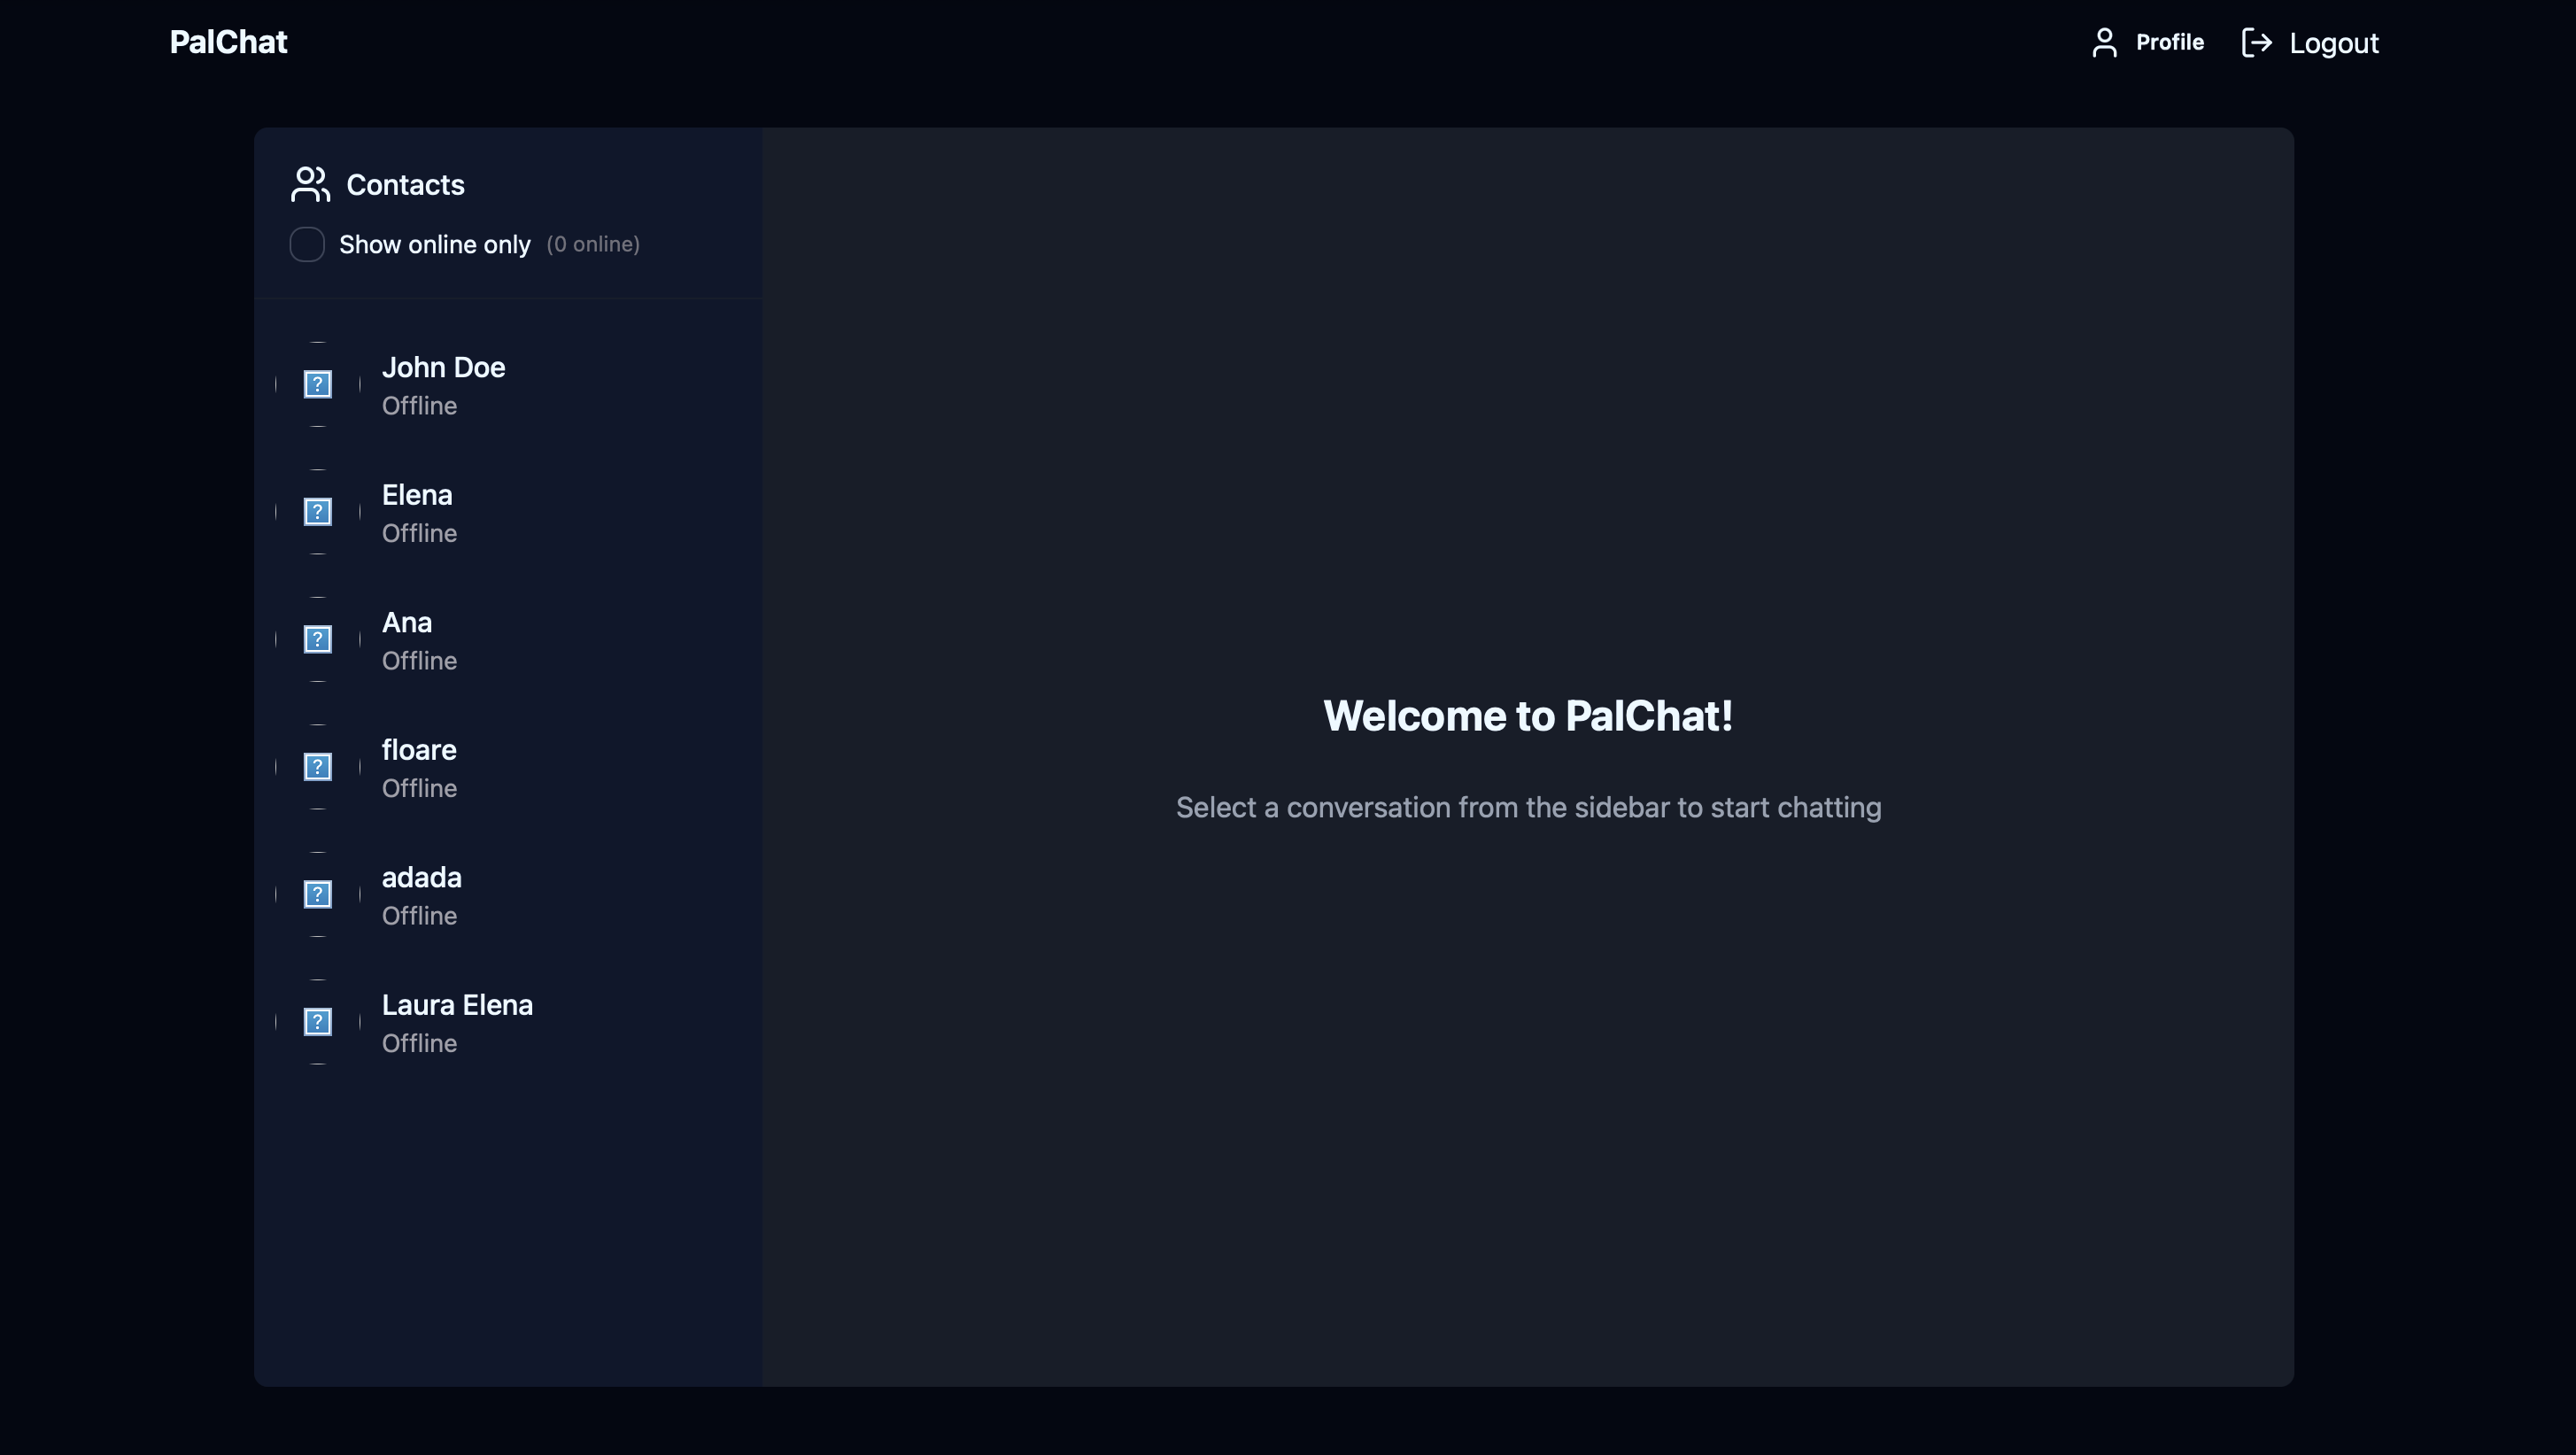 PalChat
Profile
Logout
Contacts
Show online only (0 online)
John Doe
Offline
Elena
Offline
Ana
Offline
floare
Offline
adada
Offline
Laura Elena
Offline
Welcome to PalChat!
Select a conversation from the sidebar to start chatting